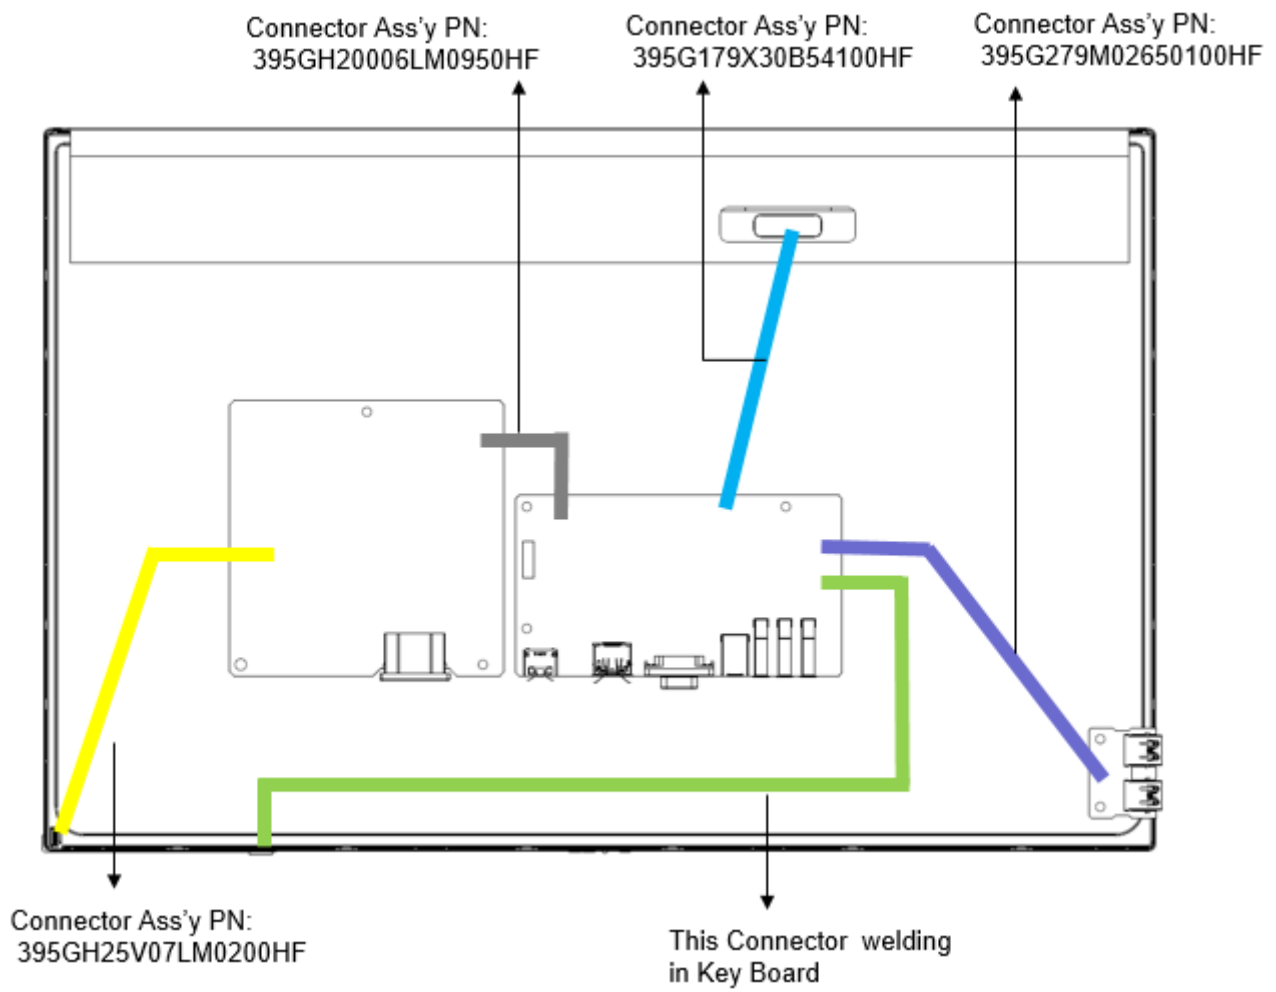 Connector Ass'y PN:
395GH20006LM0950HF
Connector Ass'y PN:
395G179X30B54100HF
Connector Ass'y PN:
395G279M02650100HF
Connector Ass'y PN:
395GH25V07LM0200HF
This Connector welding
in Key Board